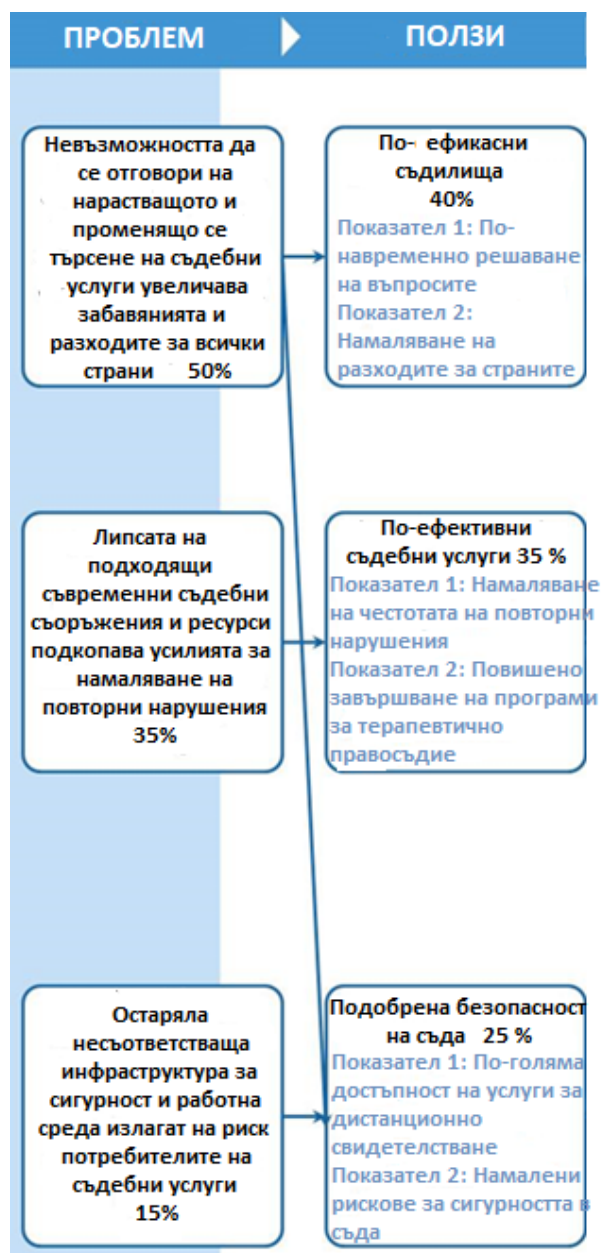 ПРОБЛЕМ
ПОЛЗИ
Невъзможността да
се отговори на
нарастващото и
променящо се
търсене на съдебни
услуги увеличава
забавянията и
разходите за всички
страни 50%
По- ефикасни
съдилища
40%
Показател 1: По-
навременно решаване
на въпросите
Показател 2:
Намаляване на
разходите за страните
Липсата на
подходящи
съвременни съдебни
съоръжения и ресурси
подкопава усилията за
намаляване на
повторни нарушения
35%
По-ефективни
съдебни услуги 35 %
Показател 1: Намаляване
на честотата на повторни
нарушения
Показател 2: Повишено
завършване на програми
за терапевтично
правосъдие
Остаряла
несъответстваща
инфраструктура за
сигурност и работна
среда излагат на риск
потребителите на
съдебни услуги
15%
Подобрена безопасност
на съда 25 %
Показател 1: По-голяма
достъпност на услуги за
дистанционно
свидетелстване
Показател 2: Намалени
рискове за сигурността в
съда